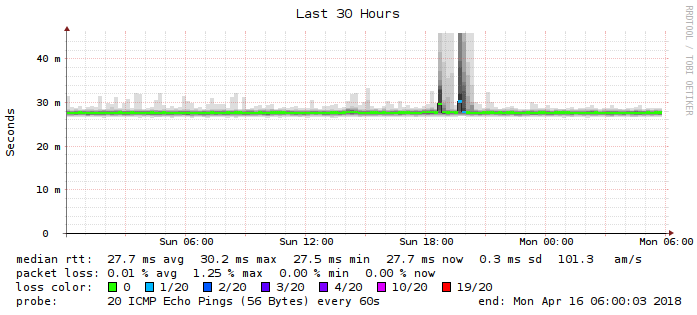 Last 30 Hours
RRDTOOL / TOBI OETIKER
Seconds
40 m
30 m
20 m
10 m
0
Sun 06:00 Sun 12:00 Sun 18:00 Mon 00:00 Mon 06:00
median rtt: 27.7 ms avg 30.2 ms max 27.5 ms min 27.7 ms now 0.3 ms sd 101.3 am/s
packet loss: 0.01 % avg 1.25 % max 0.00 % min 0.00 % now
loss color: 0 1/20 2/20 3/20 4/20 10/20 19/20
probe: 20 ICMP Echo Pings (56 Bytes) every 60s end: Mon Apr 16 06:00:03 2018